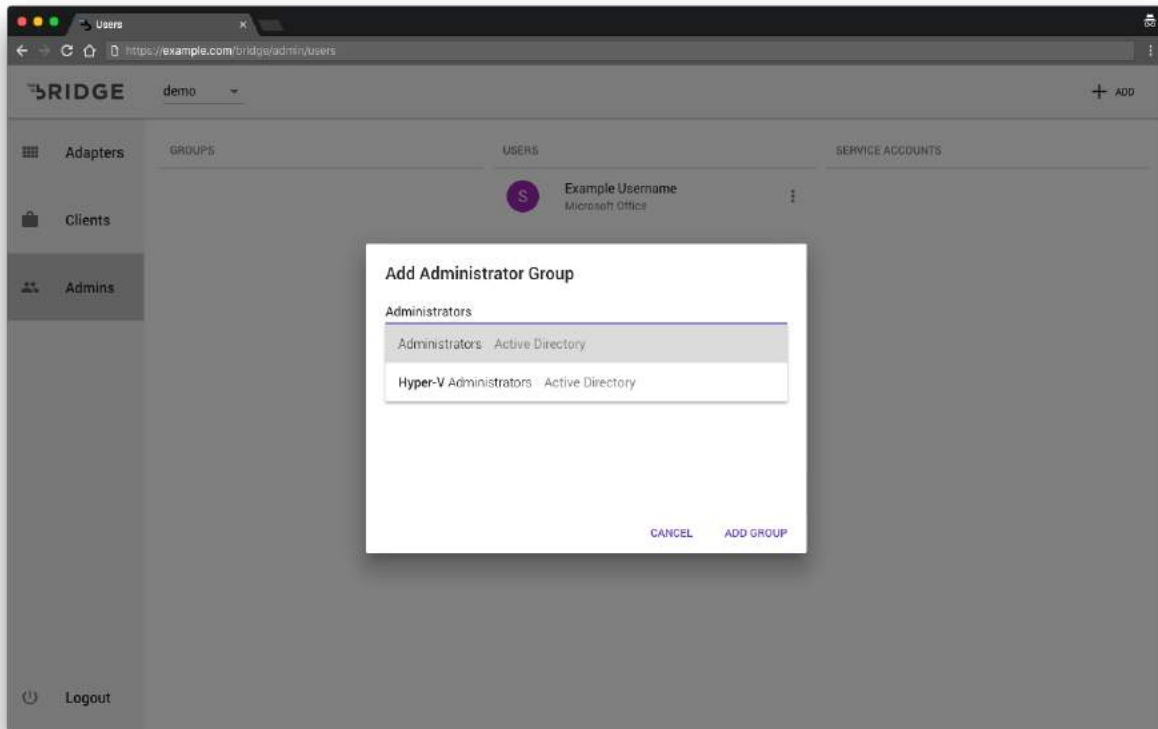 Users
https://example.com/bridge/admin/users
BRIDGE
demo
ADD
Adapters
Clients
Admins
Logout
GROUPS
USERS
SERVICE ACCOUNTS
S
Example Username
Microsoft Office
Add Administrator Group
Administrators
Administrators Active Directory
Hyper-V Administrators Active Directory
CANCEL
ADD GROUP